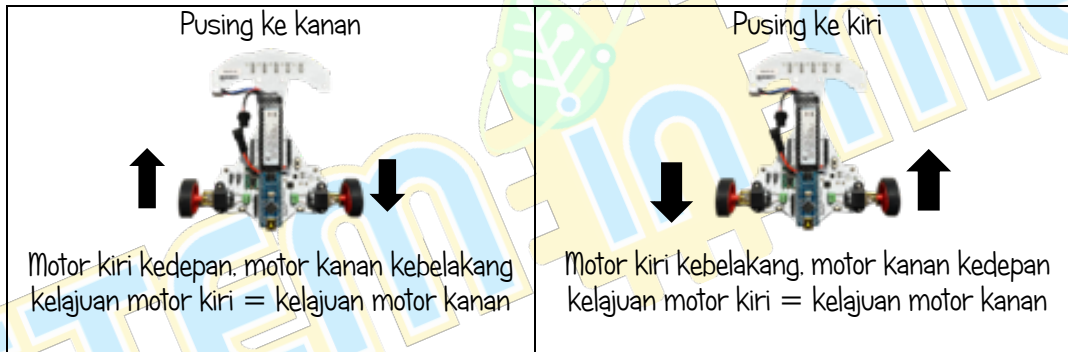 Pusing ke kanan
Motor kiri kedepan, motor kanan kebelakang
kelajuan motor kiri = kelajuan motor kanan
Pusing ke kiri
Motor kiri kebelakang, motor kanan kedepan
kelajuan motor kiri = kelajuan motor kanan